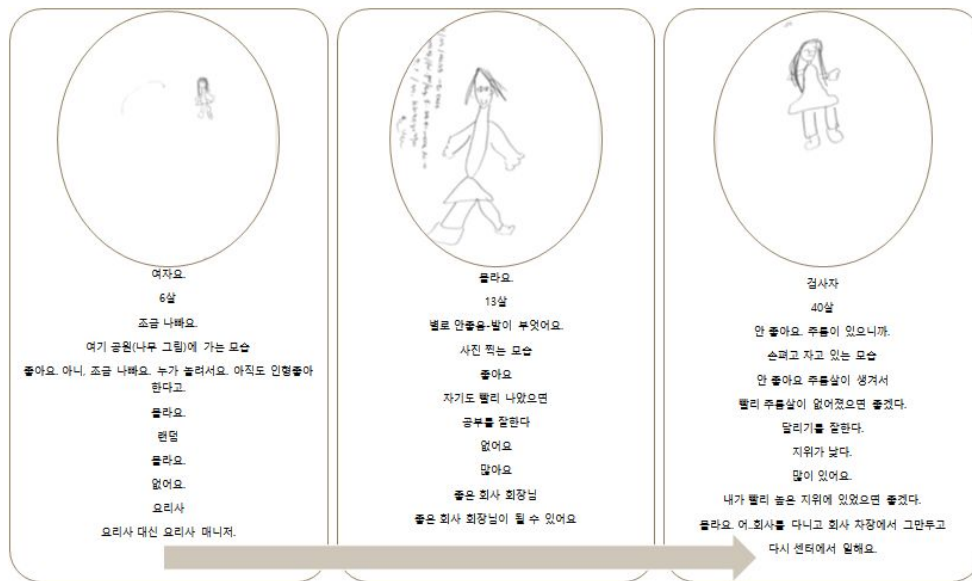 여자요.
6살
조금 나빠요.
여기 공원(나무 그림)에 가는 모습
좋아요. 아니, 조금 나빠요. 누가 놀려서요. 아직도 인형좋아
한다고.
몰라요.
랜덤
몰라요.
없어요.
요리사
요리사 대신 요리사 매니저.
몰라요.
13살
별로 안좋음-발이 부엇어요.
사진 찍는 모습
좋아요
자기도 빨리 나았으면
공부를 잘한다
없어요
많아요
좋은 회사 회장님
좋은 회사 회장님이 될 수 있어요
검사자
40살
안 좋아요. 주름이 있으니까.
손펴고 자고 있는 모습
안 좋아요 주름살이 생겨서
빨리 주름살이 없어졌으면 좋겠다.
달리기를 잘한다.
지위가 낮다.
많이 있어요.
내가 빨리 높은 지위에 있었으면 좋겠다.
몰라요. 어..회사를 다니고 회사 차장에서 그만두고
다시 센터에서 일해요.